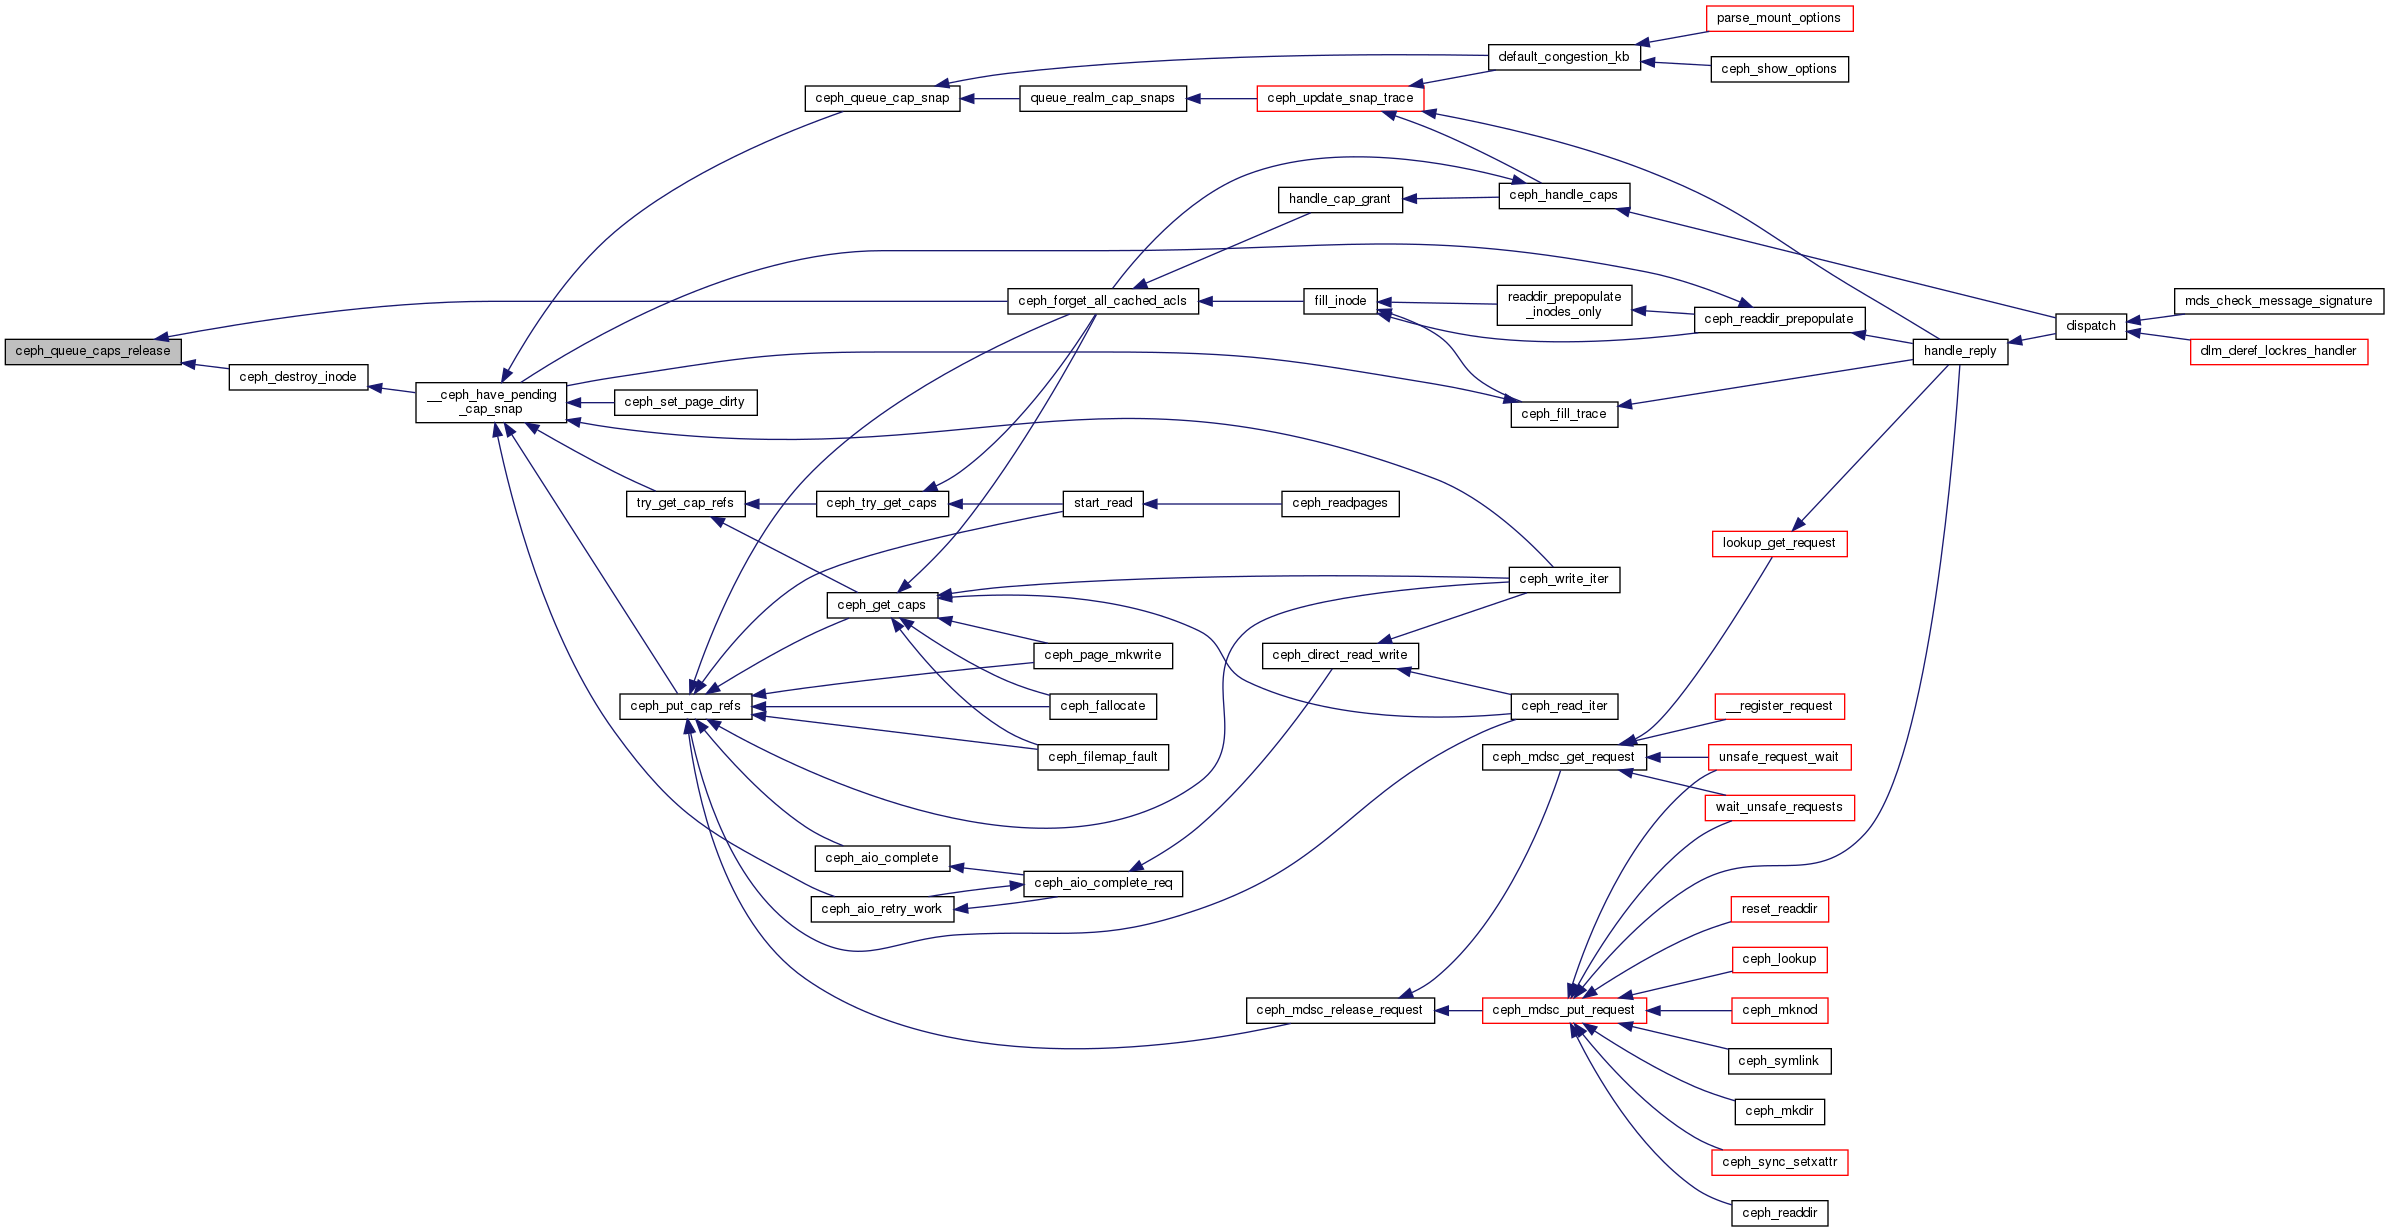 parse_mount_options
default_congestion_kb
ceph_show_options
ceph_queue_cap_snap
queue_realm_cap_snaps
ceph_update_snap_trace
handle_cap_grant
ceph_handle_caps
ceph_forget_all_cached_acls
fill_inode
readdir_prepopulate
_inodes_only
ceph_readdir_prepopulate
mds_check_message_signature
dispatch
ceph_queue_caps_release
handle_reply
dlm_deref_lockres_handler
ceph_destroy_inode
__ceph_have_pending
_cap_snap
ceph_set_page_dirty
ceph_fill_trace
try_get_cap_refs
ceph_try_get_caps
start_read
ceph_readpages
lookup_get_request
ceph_write_iter
ceph_get_caps
ceph_page_mkwrite
ceph_direct_read_write
ceph_put_cap_refs
ceph_fallocate
ceph_read_iter
__register_request
ceph_filemap_fault
ceph_mdsc_get_request
unsafe_request_wait
wait_unsafe_requests
ceph_aio_complete
ceph_aio_complete_req
ceph_aio_retry_work
reset_readdir
ceph_lookup
ceph_mdsc_release_request
ceph_mdsc_put_request
ceph_mknod
ceph_symlink
ceph_mkdir
ceph_sync_setxattr
ceph_readdir